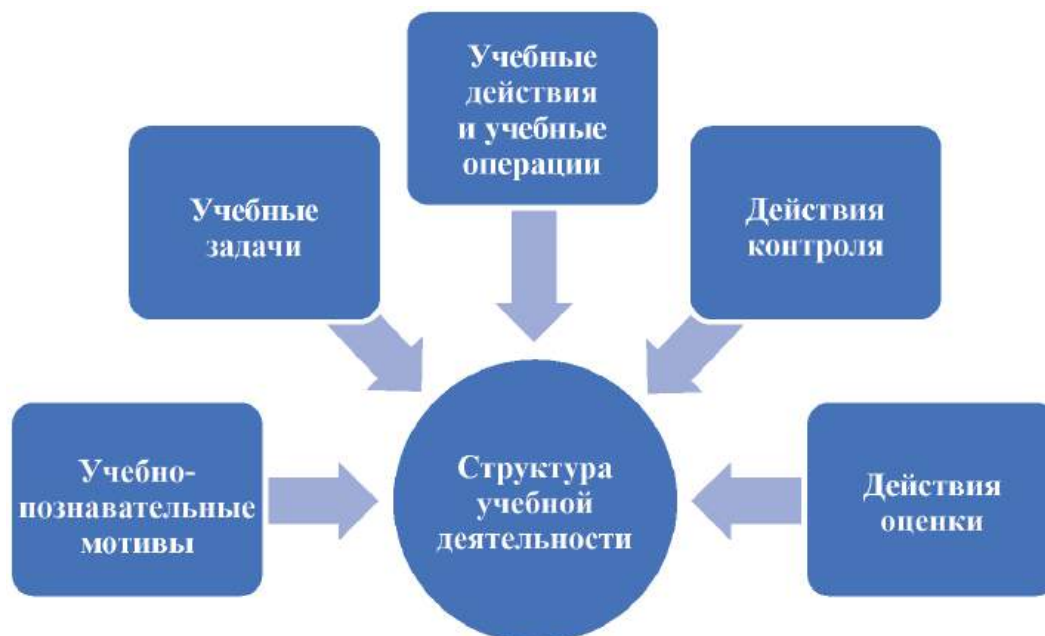 Учебные
действия
и учебные
операции
Учебные
задачи
Действия
контроля
Учебно-
познавательные
мотивы
Структура
учебной
деятельности
Действия
оценки